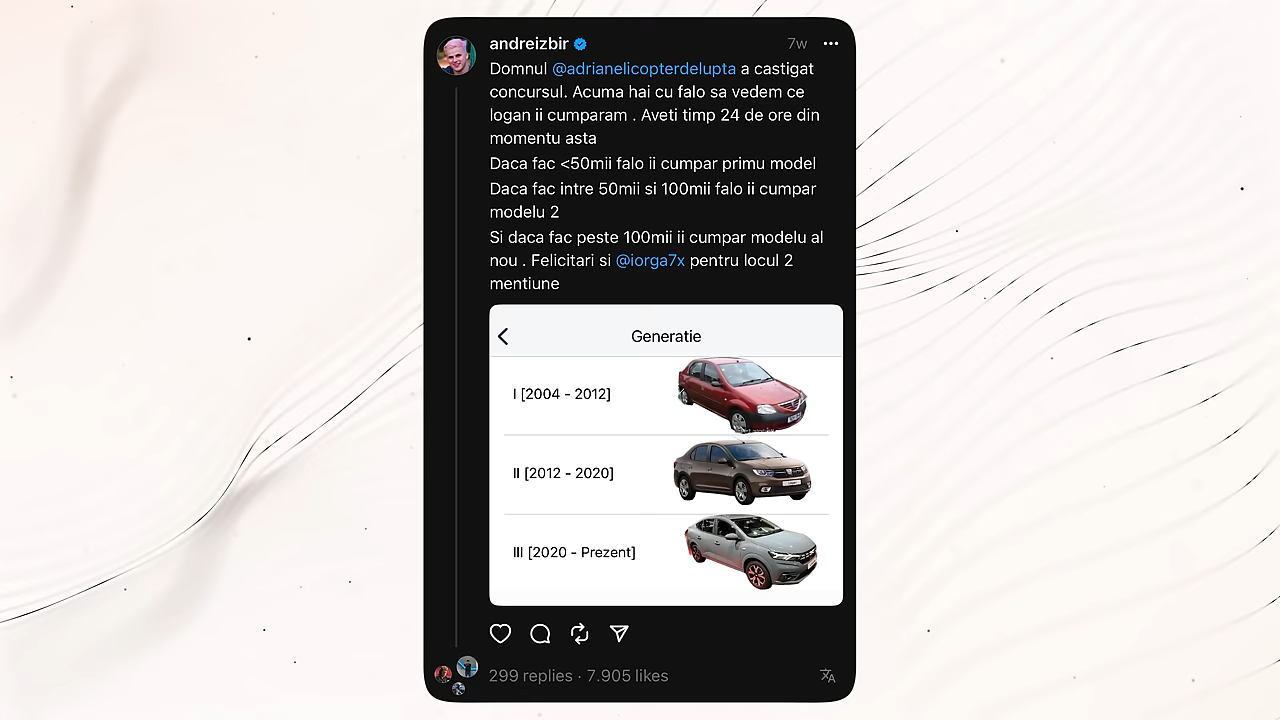 andreizbir
7w
Domnul @adrianelicopterdelupta a castigat
concursul. Acuma hai cu falo sa vedem ce
logan ii cumparam . Aveti timp 24 de ore din
momentu asta
Daca fac <50mii falo ii cumpar primu model
Daca fac intre 50mii si 100mii falo ii cumpar
modelu 2
Si daca fac peste 100mii ii cumpar modelu al
nou . Felicitari si @iorga7x pentru locul 2
mentiune
Generatie
I [2004 - 2012]
II [2012 - 2020]
III [2020 - Prezent]
299 replies · 7.905 likes